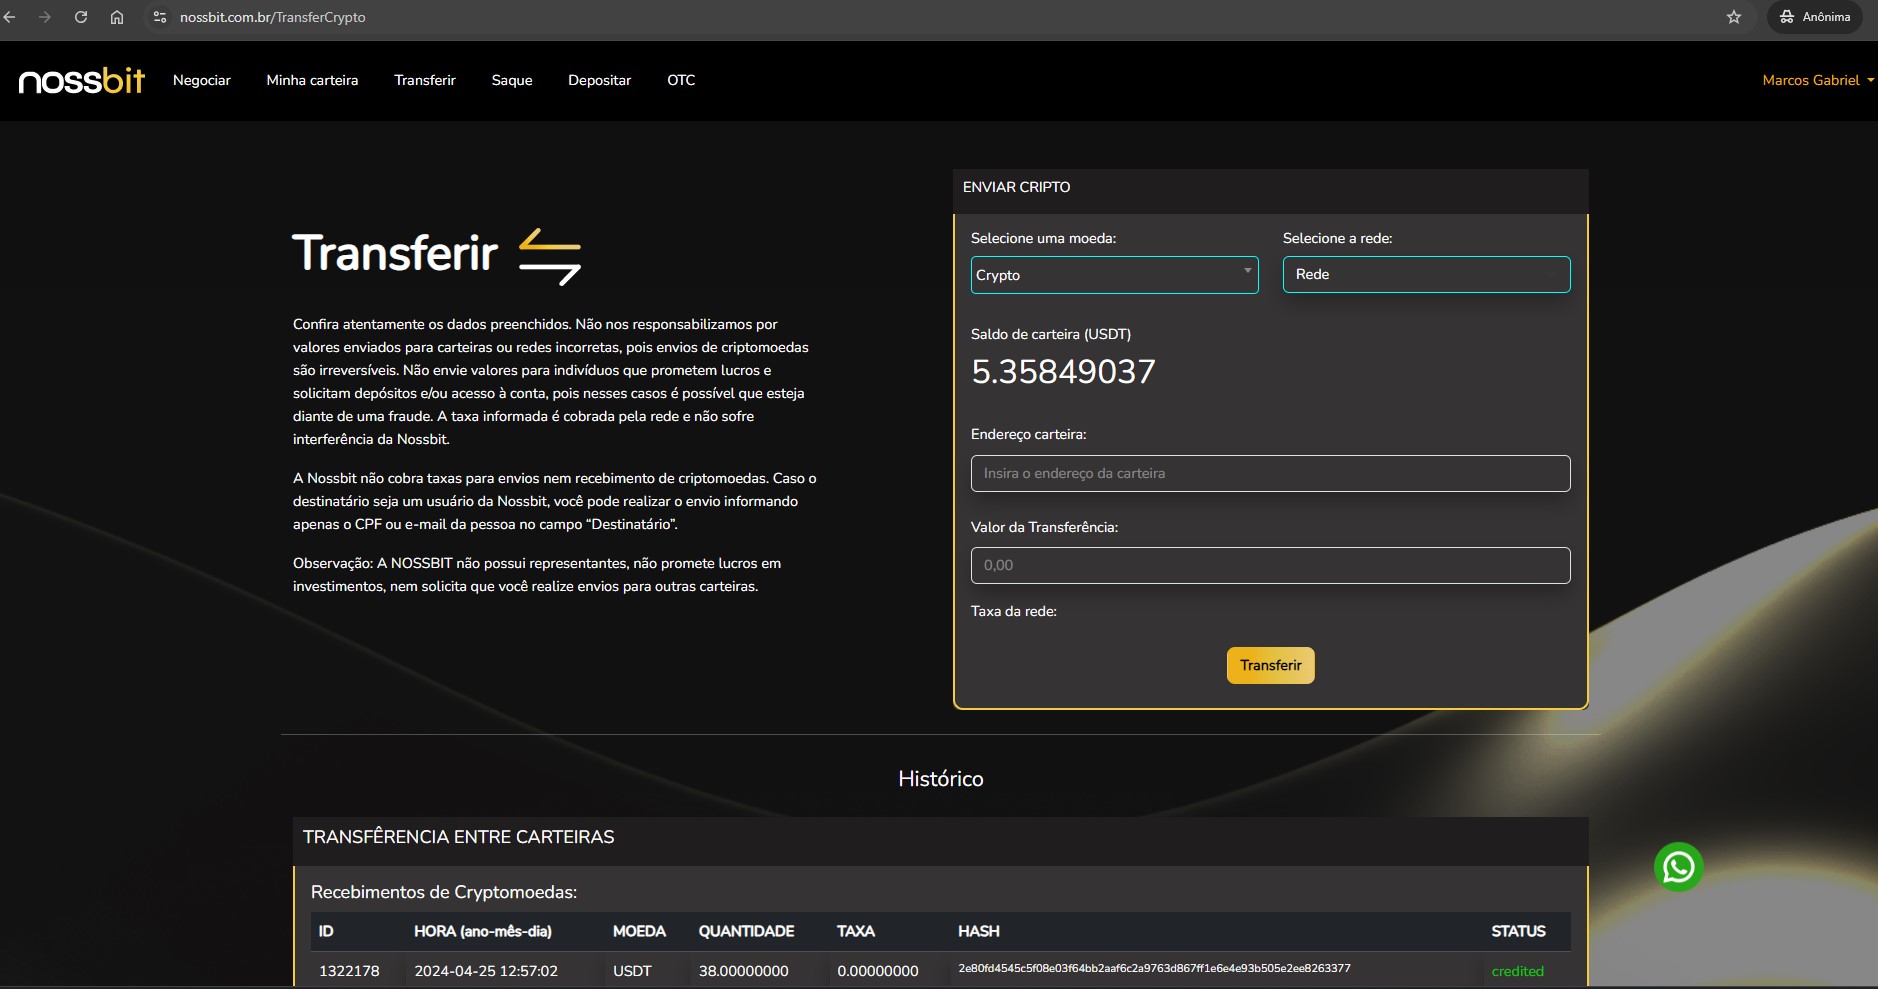 nossbit.com.br/TransferCrypto
Anônima
nossbit
Negociar
Minha carteira
Transferir
Saque
Depositar
OTC
Marcos Gabriel
Transferir
Confira atentamente os dados preenchidos. Não nos responsabilizamos por
valores enviados para carteiras ou redes incorretas, pois envios de criptomoedas
são irreversíveis. Não envie valores para indivíduos que prometem lucros e
solicitam depósitos e/ou acesso à conta, pois nesses casos é possível que esteja
diante de uma fraude. A taxa informada é cobrada pela rede e não sofre
interferência da Nossbit.
A Nossbit não cobra taxas para envios nem recebimento de criptomoedas. Caso o
destinatário seja um usuário da Nossbit, você pode realizar o envio informando
apenas o CPF ou e-mail da pessoa no campo “Destinatário”.
Observação: A NOSSBIT não possui representantes, não promete lucros em
investimentos, nem solicita que você realize envios para outras carteiras.
ENVIAR CRIPTO
Selecione uma moeda:
Selecione a rede:
Crypto
Rede
Saldo de carteira (USDT)
5.35849037
Endereço carteira:
Insira o endereço da carteira
Valor da Transferência:
0,00
Taxa da rede:
Transferir
Histórico
TRANSFÊRENCIA ENTRE CARTEIRAS
Recebimentos de Cryptomoedas:
ID HORA (ano-mês-dia) MOEDA QUANTIDADE TAXA HASH STATUS
1322178 2024-04-25 12:57:02 USDT 38.00000000 0.00000000 2e80fd4545c5f08e03f64bb2aaf6c2a9763d867ff1e6e4e93b505e2ee8263377 credited